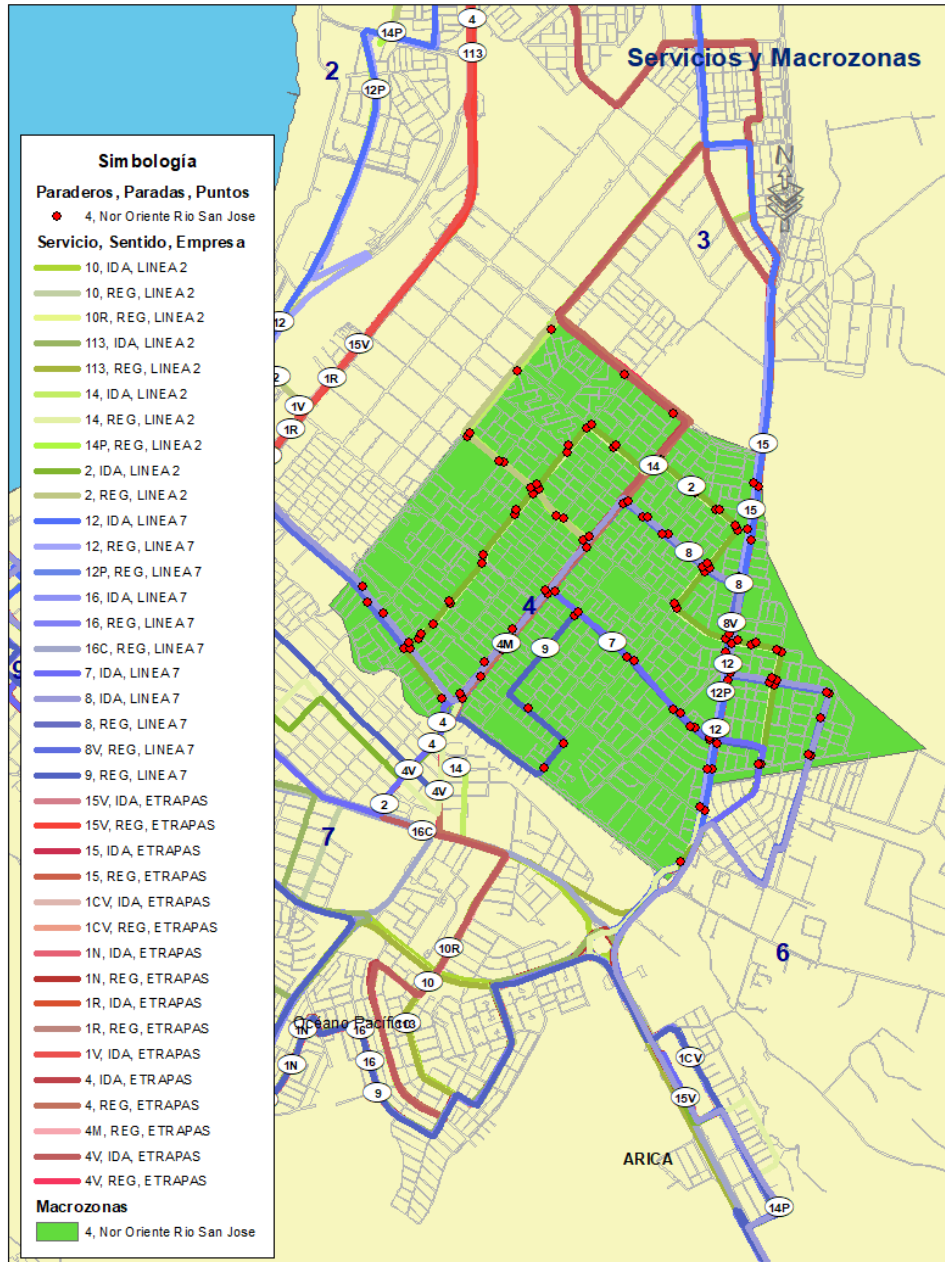 Servicios y Macrozonas
Simbología
Paraderos, Paradas, Puntos
4, Nor Oriente Rio San Jose
Servicio, Sentido, Empresa
10, IDA, LINEA 2
10, REG, LINEA 2
10R, REG, LINEA 2
113, IDA, LINEA 2
113, REG, LINEA 2
14, IDA, LINEA 2
14, REG, LINEA 2
14P, REG, LINEA 2
2, IDA, LINEA 2
2, REG, LINEA 2
12, IDA, LINEA 7
12, REG, LINEA 7
12P, REG, LINEA 7
16, IDA, LINEA 7
16, REG, LINEA 7
16C, REG, LINEA 7
7, IDA, LINEA 7
8, IDA, LINEA 7
8, REG, LINEA 7
8V, REG, LINEA 7
9, REG, LINEA 7
15V, IDA, ETRAPAS
15V, REG, ETRAPAS
15, IDA, ETRAPAS
15, REG, ETRAPAS
1CV, IDA, ETRAPAS
1CV, REG, ETRAPAS
1N, IDA, ETRAPAS
1N, REG, ETRAPAS
1R, IDA, ETRAPAS
1R, REG, ETRAPAS
1V, IDA, ETRAPAS
4, IDA, ETRAPAS
4, REG, ETRAPAS
4M, REG, ETRAPAS
4V, IDA, ETRAPAS
4V, REG, ETRAPAS
Macrozonas
4, Nor Oriente Rio San Jose
4
14P
113
2
12P
N
3
12
15V
1R
2
1V
1R
15
14
2
15
8
8
4
8V
4M
9
7
12
12P
12
4
4
4V
14
4V
2
16C
7
10R
6
10
Océano Pacífico
113
1N
16
16
1N
9
1CV
15V
ARICA
14P
9